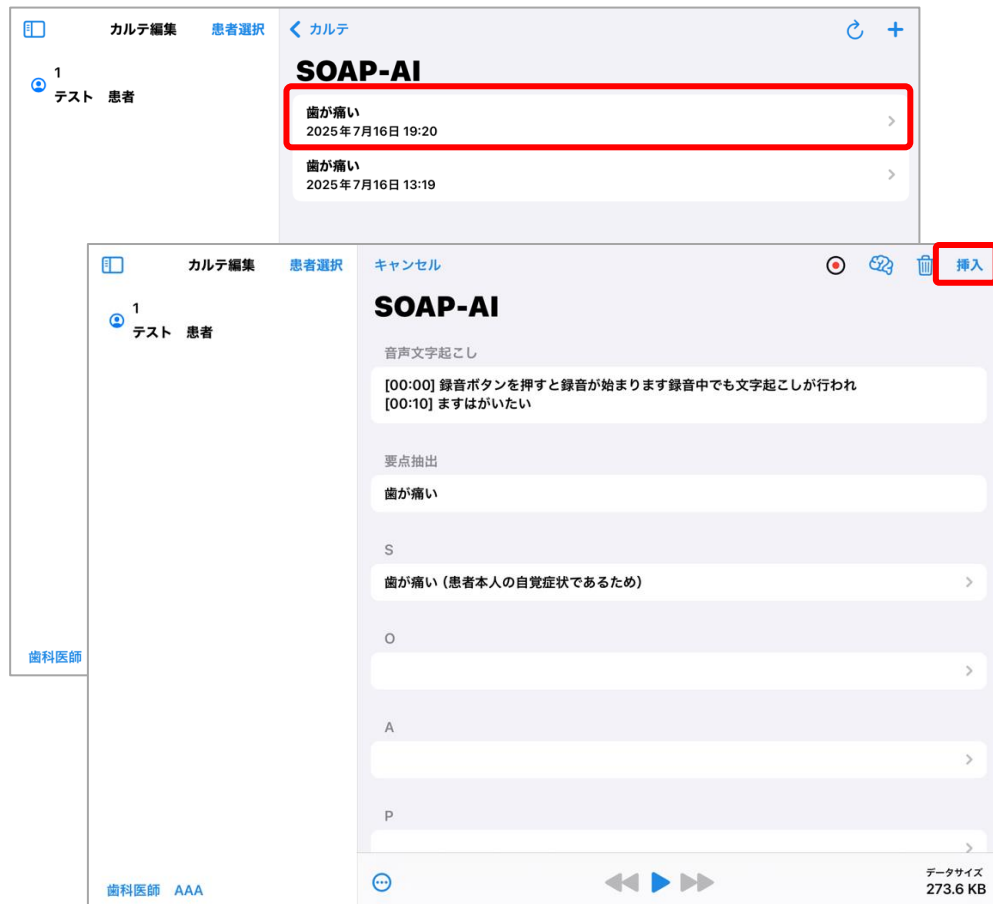 カルテ編集
患者選択
カルテ
1
テスト 患者
SOAP-AI
歯が痛い
2025年7月16日 19:20
歯が痛い
2025年7月16日 13:19
歯科医師
カルテ編集
患者選択
キャンセル
挿入
1
テスト 患者
SOAP-AI
音声文字起こし
[00:00] 録音ボタンを押すと録音が始まります録音中でも文字起こしが行われ
[00:10] ますはがいたい
要点抽出
歯が痛い
S
歯が痛い（患者本人の自覚症状であるため）
O
A
P
歯科医師 AAA
データサイズ
273.6 KB